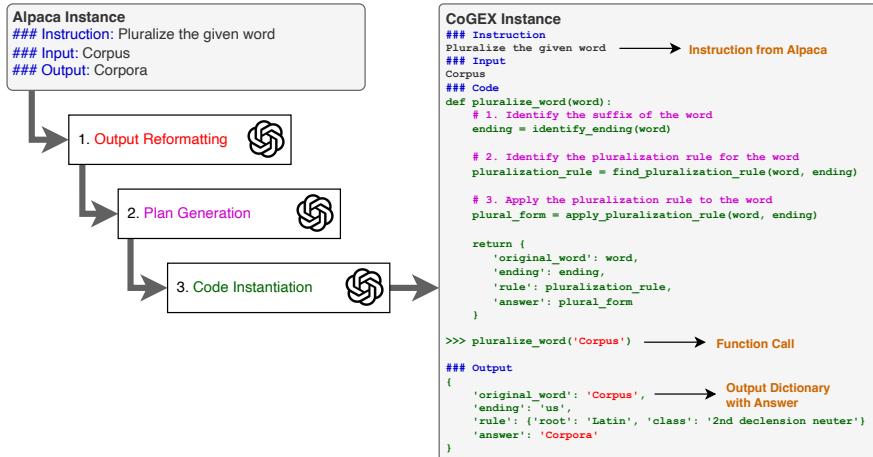 Alpaca Instance
### Instruction: Pluralize the given word
### Input: Corpus
### Output: Corpora
1. Output Reformatting
2. Plan Generation
3. Code Instantiation
CoGEX Instance
### Instruction
Pluralize the given word
Instruction from Alpaca
### Input
Corpus
### Code
def pluralize_word(word):
# 1. Identify the suffix of the word
ending = identify_ending(word)
# 2. Identify the pluralization rule for the word
pluralization_rule = find_pluralization_rule(word, ending)
# 3. Apply the pluralization rule to the word
plural_form = apply_pluralization_rule(word, ending)
return {
'original_word': word,
'ending': ending,
'rule': pluralization_rule,
'answer': plural_form
}
>>> pluralize_word('Corpus')
Function Call
### Output
{
'original_word': 'Corpus',
Output Dictionary
with Answer
'ending': 'us',
'rule': {'root': 'Latin', 'class': '2nd declension neuter'}
'answer': 'Corpora'
}